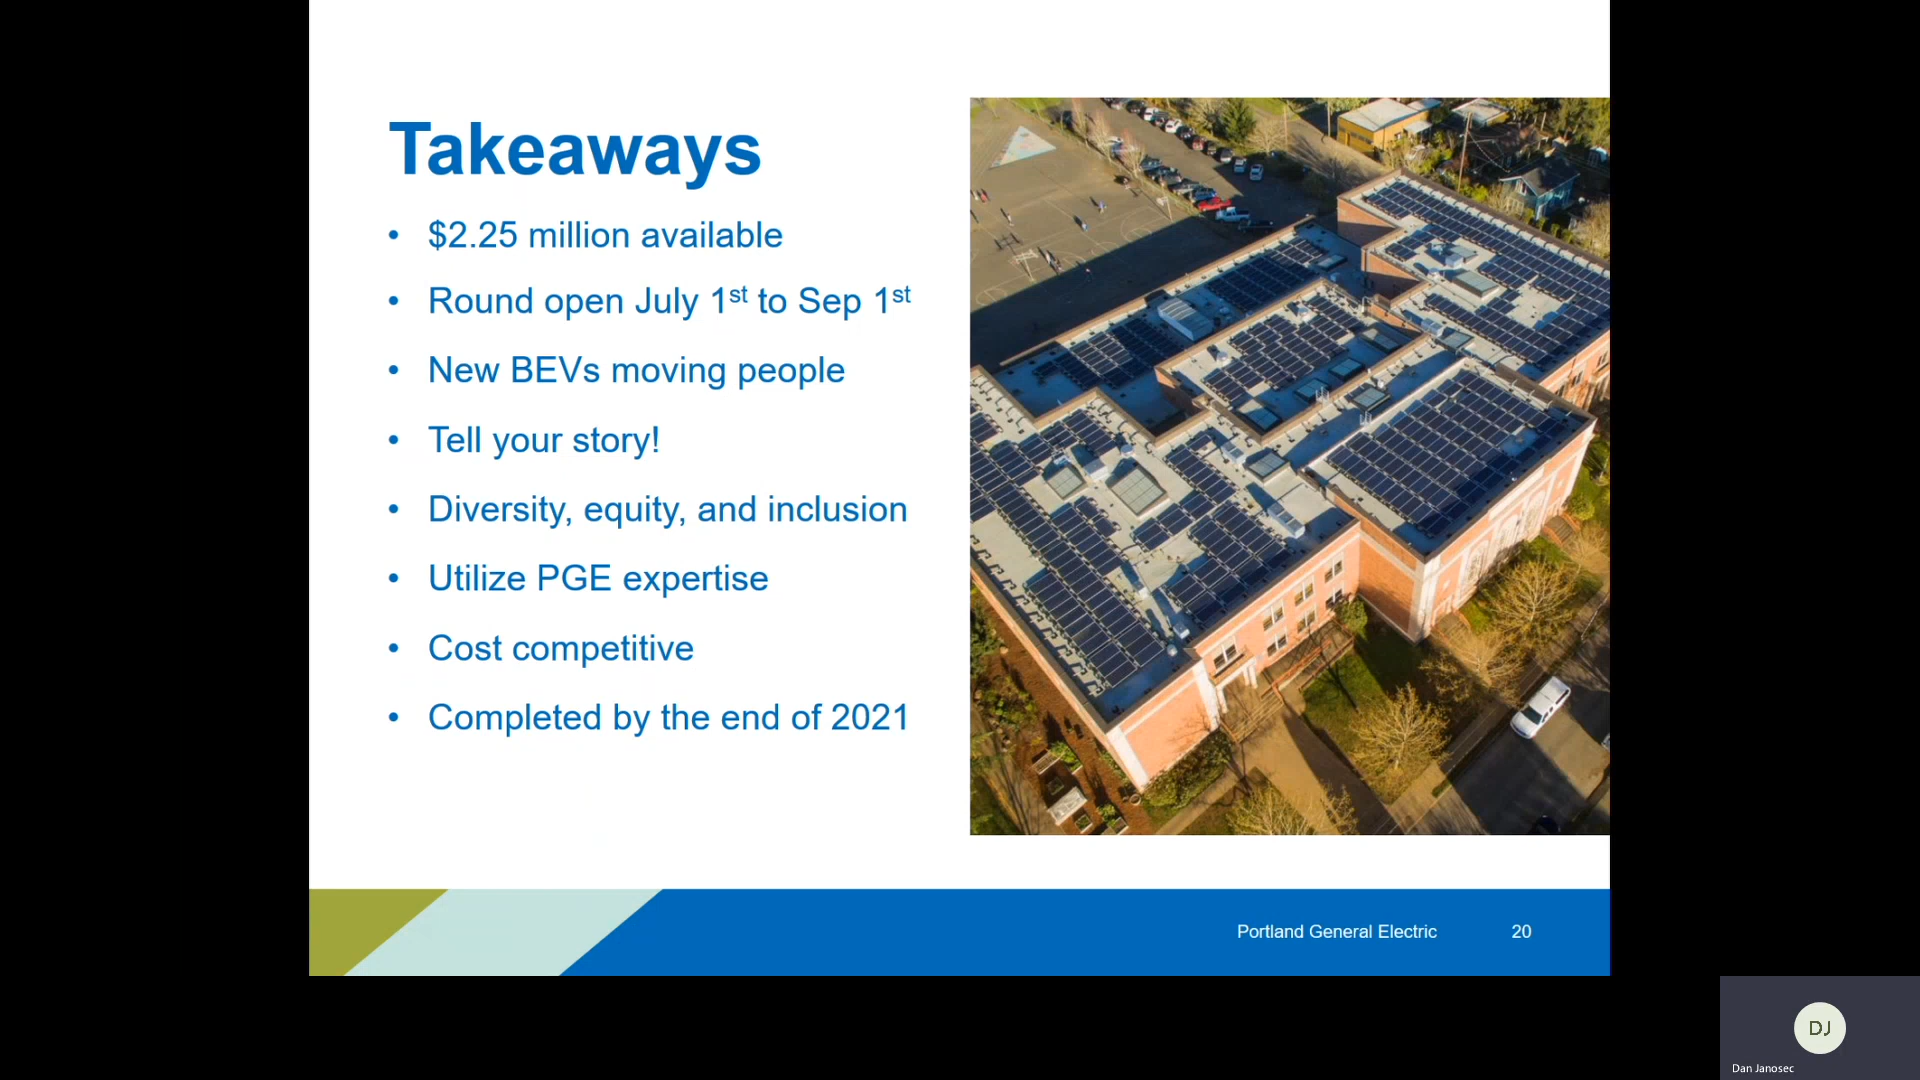 Takeaways
• $2.25 million available
• Round open July 1st to Sep 1st
• New BEVs moving people
• Tell your story!
• Diversity, equity, and inclusion
• Utilize PGE expertise
• Cost competitive
• Completed by the end of 2021
Portland General Electric 20
DJ
Dan Janosec